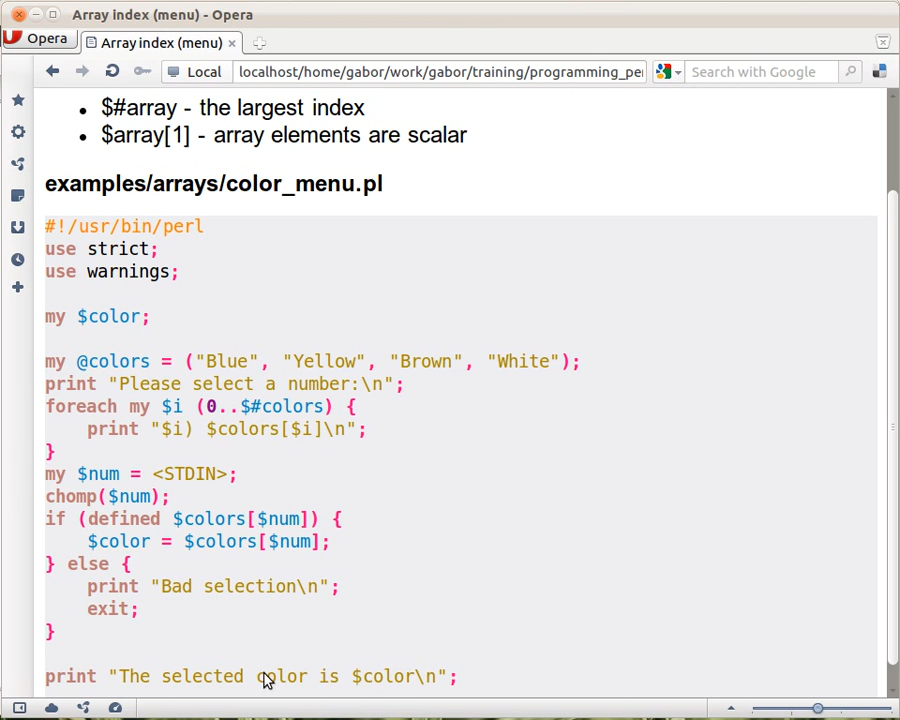 Array index (menu) - Opera
Opera
Array index (menu)
Local
localhost/home/gabor/work/gabor/training/programming_per
Search with Google
• $#array - the largest index
• $array[1] - array elements are scalar
examples/arrays/color_menu.pl
#!/usr/bin/perl
use strict;
use warnings;
my $color;
my @colors = ("Blue", "Yellow", "Brown", "White");
print "Please select a number:\n";
foreach my $i (0..$#colors) {
    print "$i) $colors[$i]\n";
}
my $num = <STDIN>;
chomp($num);
if (defined $colors[$num]) {
    $color = $colors[$num];
} else {
    print "Bad selection\n";
    exit;
}
print "The selected color is $color\n";